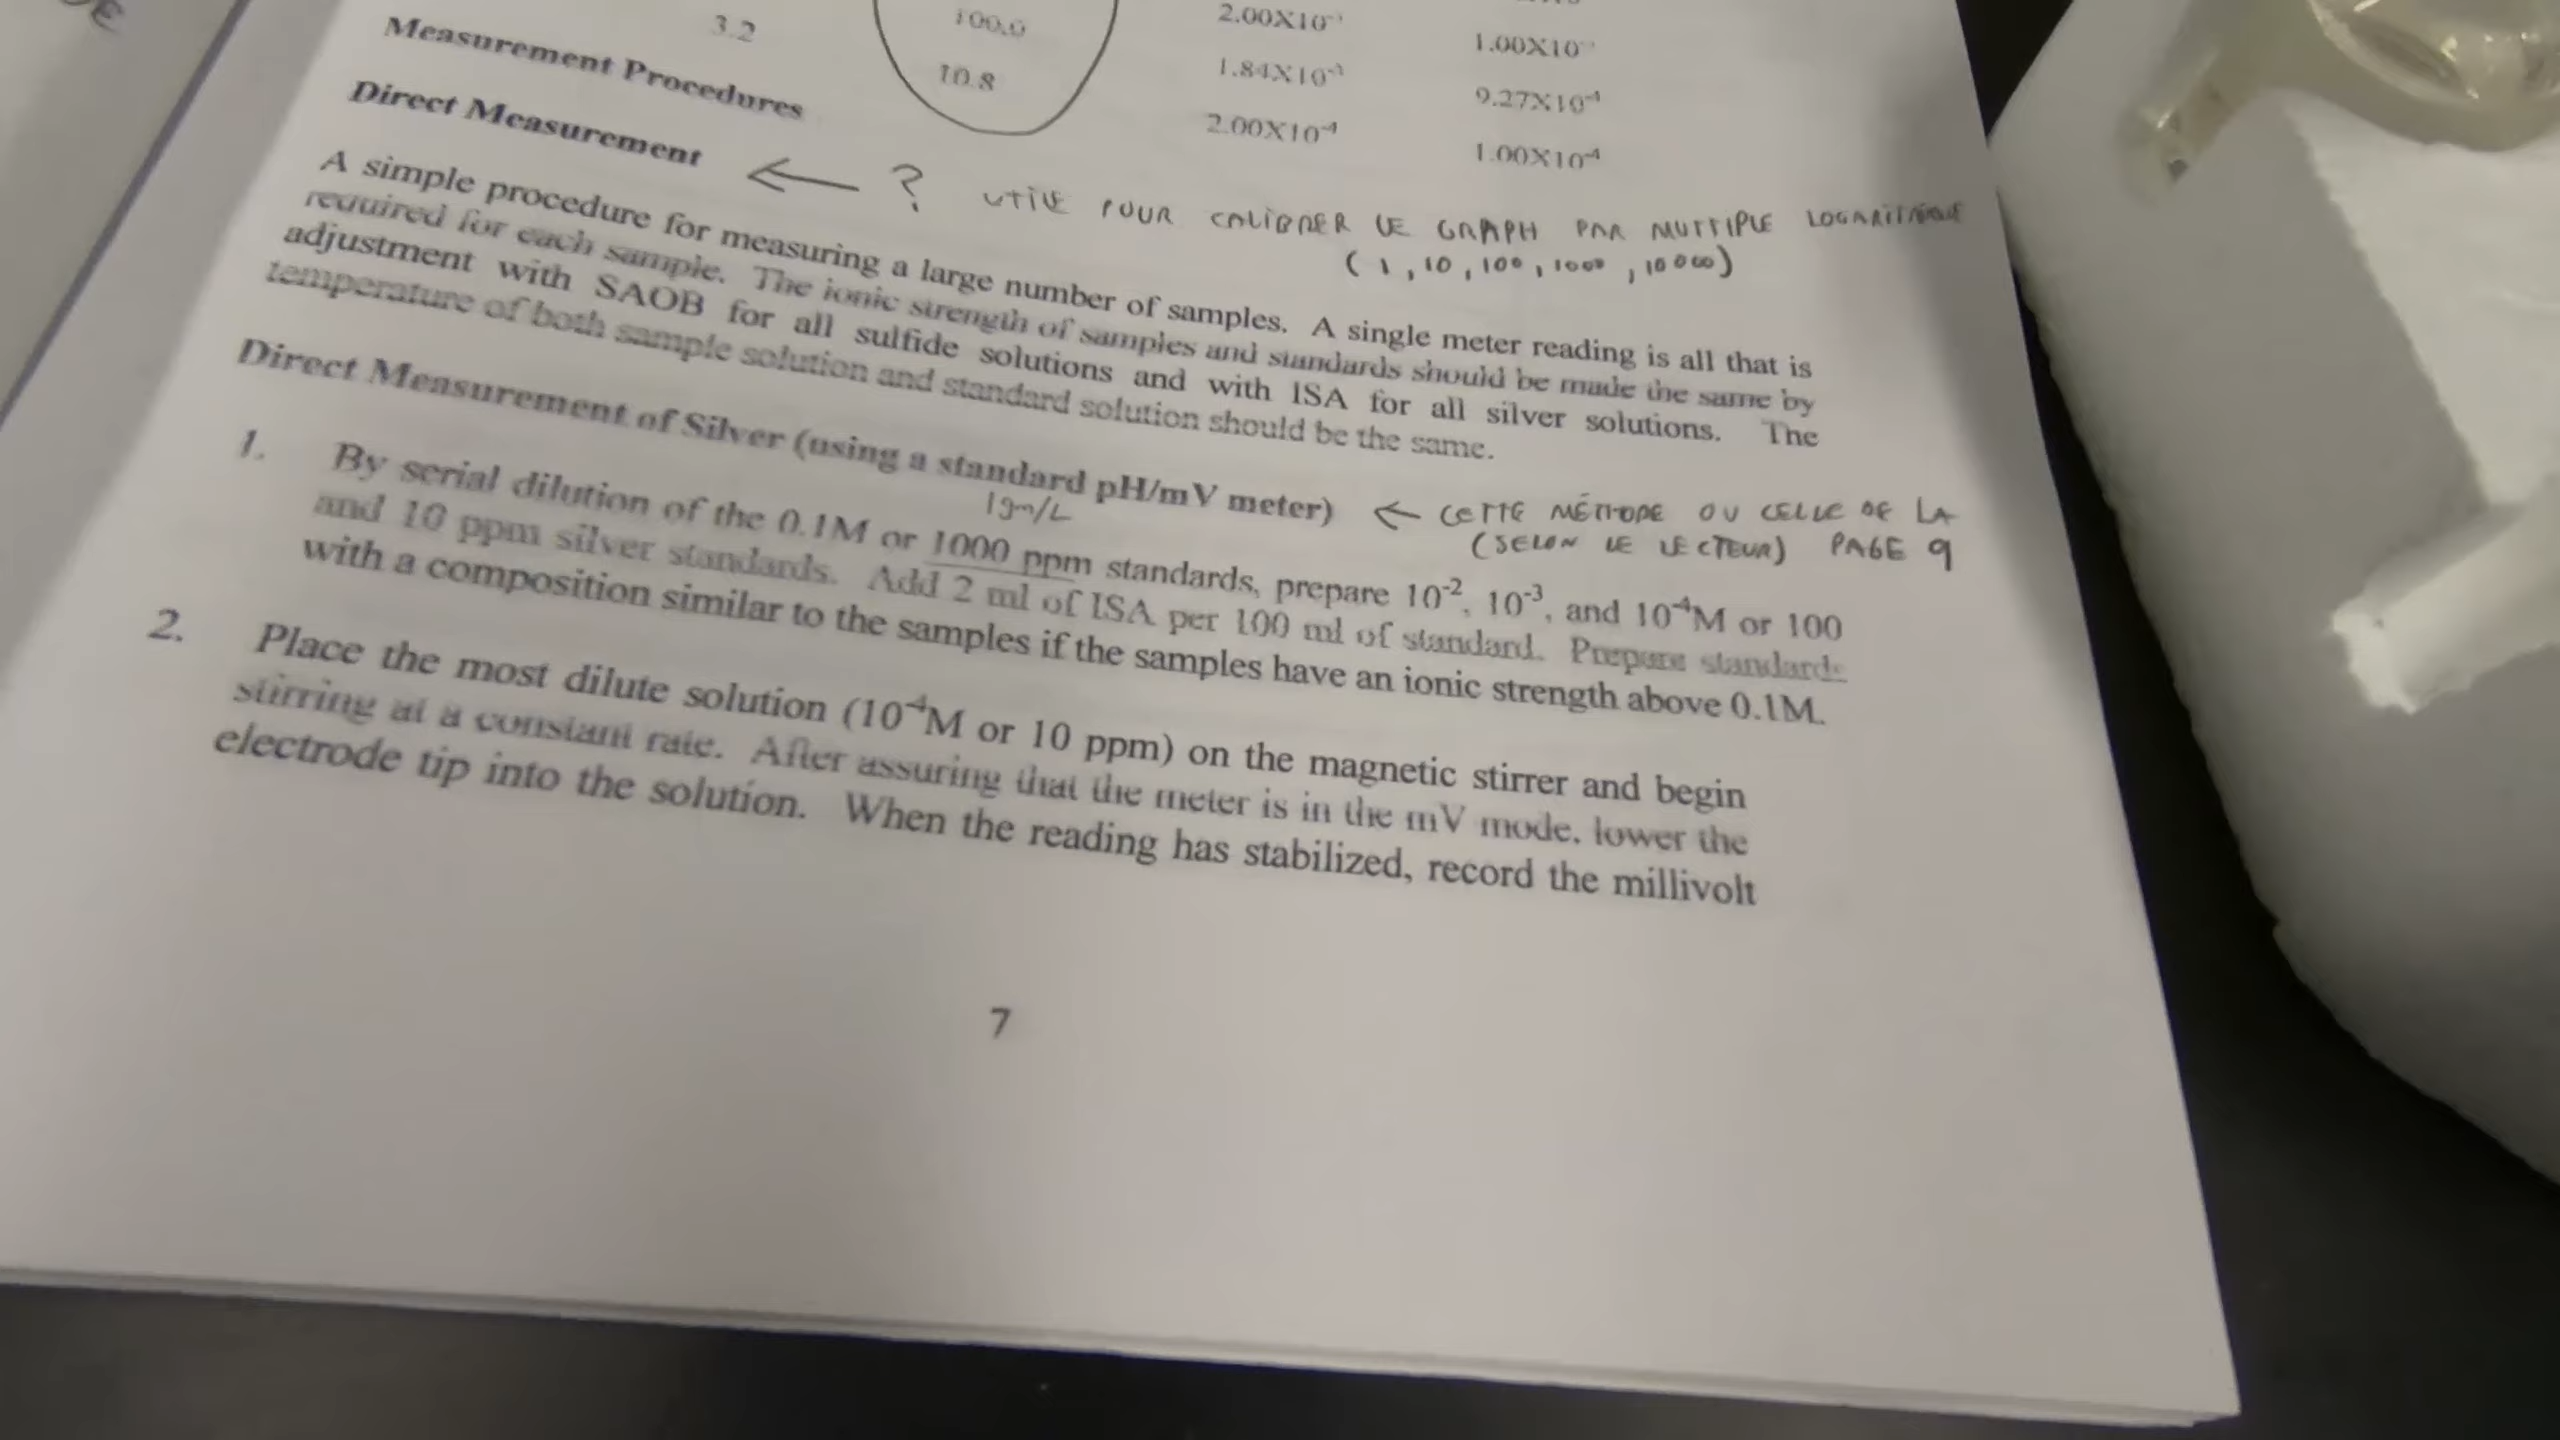 3.2
100.0
10.8
2.00X10
1.84X10
2.00X10-4
1.00X10
9.27X10-4
1.00X10-4
Measurement Procedures
Direct Measurement
← ? UTILE POUR CALIBRER LE GRAPH PAR MULTIPLE LOGARITHMIQUE
(1, 10, 100, 1000, 10000)
A simple procedure for measuring a large number of samples. A single meter reading is all that is
required for each sample. The ionic strength of samples and standards should be made the same by
adjustment with SAOB for all sulfide solutions and with ISA for all silver solutions. The
temperature of both sample solution and standard solution should be the same.
Direct Measurement of Silver (using a standard pH/mV meter)
← CETTE MÉTHODE OU CELLE DE LA
(SELON LE LECTEUR) PAGE 9
1gm/L
1. By serial dilution of the 0.1M or 1000 ppm standards, prepare 10-2, 10-3, and 10-4M or 100
and 10 ppm silver standards. Add 2 ml of ISA per 100 ml of standard. Prepare standards
with a composition similar to the samples if the samples have an ionic strength above 0.1M.
2. Place the most dilute solution (10-4M or 10 ppm) on the magnetic stirrer and begin
stirring at a constant rate. After assuring that the meter is in the mV mode, lower the
electrode tip into the solution. When the reading has stabilized, record the millivolt
7